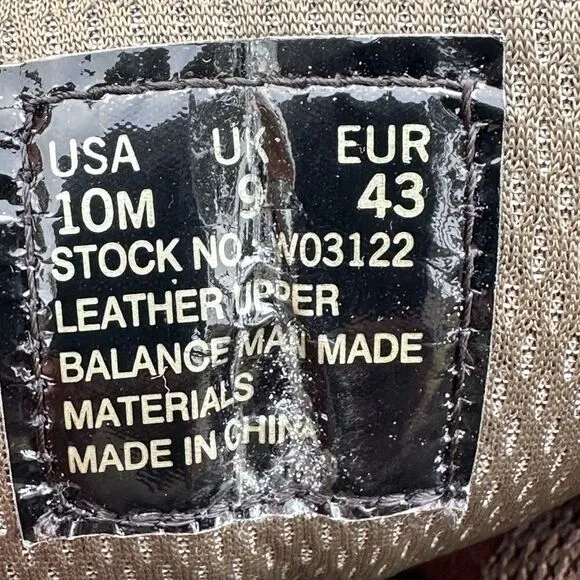 USA UK EUR
10M 9 43
STOCK NO. W03122
LEATHER UPPER
BALANCE MAN MADE
MATERIALS
MADE IN CHINA